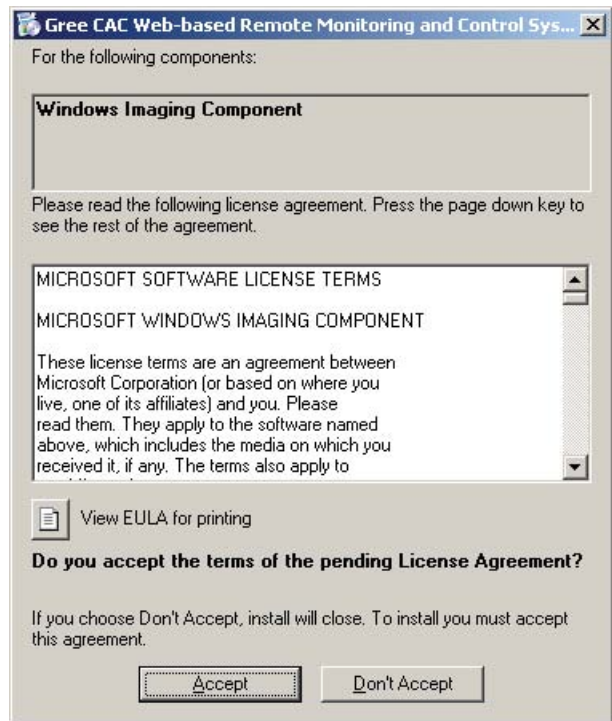 Gree CAC Web-based Remote Monitoring and Control Sys...
For the following components:
Windows Imaging Component
Please read the following license agreement. Press the page down key to
see the rest of the agreement.
MICROSOFT SOFTWARE LICENSE TERMS
MICROSOFT WINDOWS IMAGING COMPONENT
These license terms are an agreement between
Microsoft Corporation (or based on where you
live, one of its affiliates) and you. Please
read them. They apply to the software named
above, which includes the media on which you
received it, if any. The terms also apply to
View EULA for printing
Do you accept the terms of the pending License Agreement?
If you choose Don't Accept, install will close. To install you must accept
this agreement.
Accept
Don't Accept